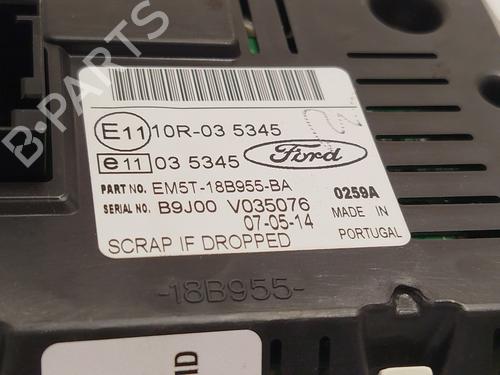 B-PARTS
E11 10R-03 5345
e11 03 5345
Ford
PART NO. EM5T-18B955-BA
0259A
SERIAL NO. B9J00 V035076
07-05-14
MADE IN
PORTUGAL
SCRAP IF DROPPED
-18B955-